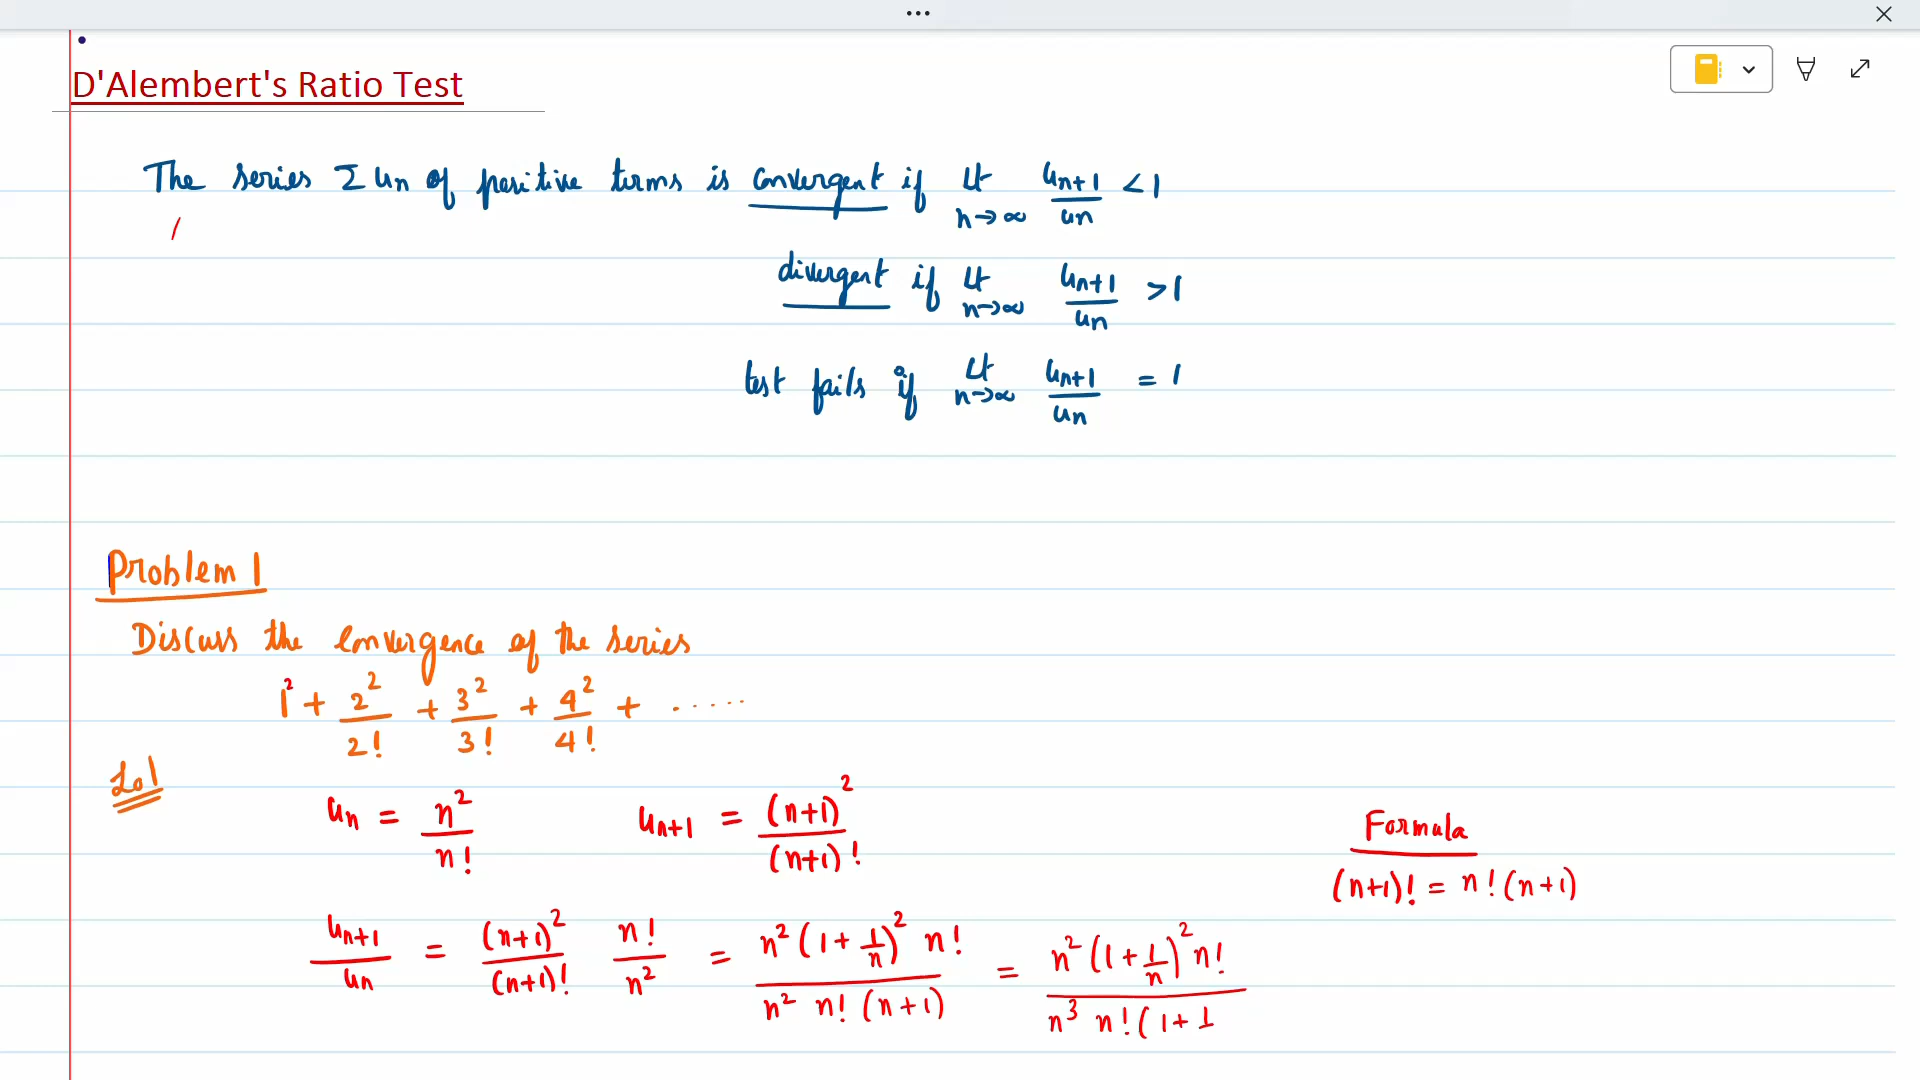 D'Alembert's Ratio Test
The series Σ un of positive terms is convergent if Lt n→∞ un+1/un < 1
divergent if Lt n→∞ un+1/un > 1
test fails if Lt n→∞ un+1/un = 1
Problem 1
Discuss the convergence of the series
1² + 2²/2! + 3²/3! + 4²/4! + ......
Sol
un = n²/n! un+1 = (n+1)²/(n+1)!
Formula
(n+1)! = n!(n+1)
un+1/un = (n+1)²/(n+1)! n!/n² = n²(1+1/n)² n!/n² n!(n+1) = n²(1+1/n)² n!/n³ n!(1+1